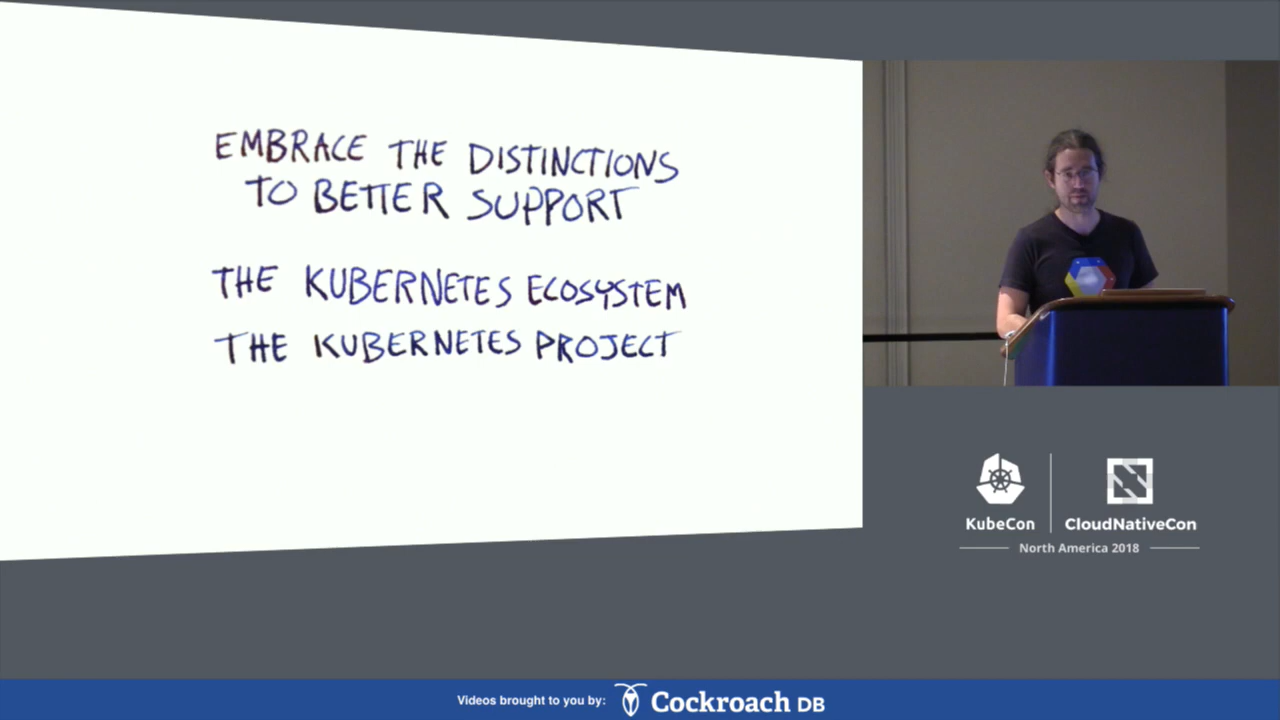 EMBRACE THE DISTINCTIONS
TO BETTER SUPPORT
THE KUBERNETES ECOSYSTEM
THE KUBERNETES PROJECT
KubeCon
CloudNativeCon
North America 2018
Videos brought to you by:
Cockroach DB